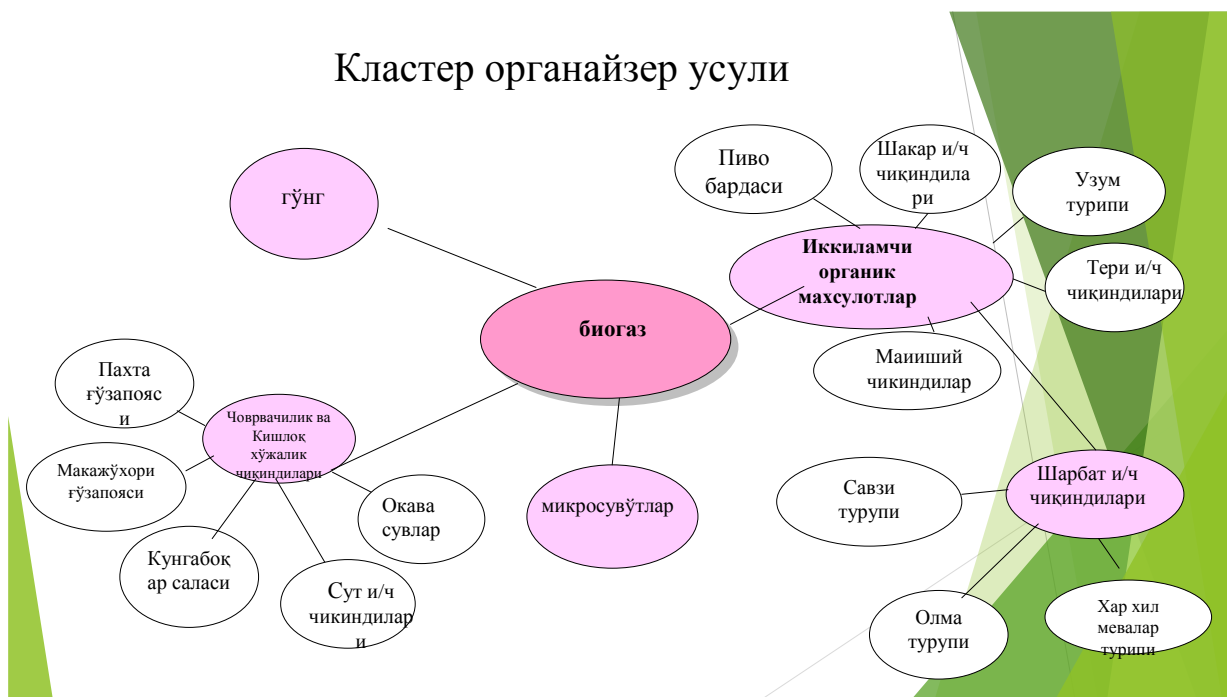 Кластер органайзер усули
гўнг
Пиво
бардаси
Шакар и/ч
чиқиндила
ри
Узум
турипи
Иккиламчи
органик
махсулотлар
Тери и/ч
чиқиндилари
биогаз
Маииший
чикиндилар
Пахта
ғўзапояс
и
Човрвачилик ва
Кишлоқ
хўжалик
чиқиндилари
Макажўхори
ғўзапояси
Окава
сувлар
Кунгабоқ
ар саласи
Сут и/ч
чикиндилар
и
микросувўтлар
Шарбат и/ч
чиқиндилари
Савзи
турупи
Олма
турупи
Хар хил
мевалар
турипи